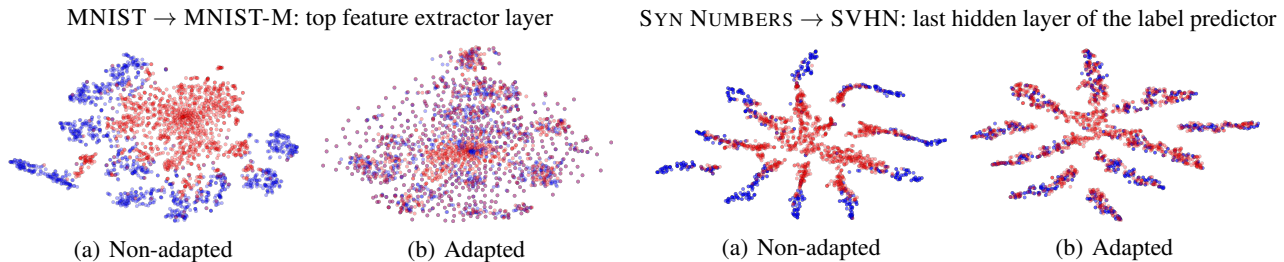 MNIST → MNIST-M: top feature extractor layer
(a) Non-adapted
(b) Adapted
SYN NUMBERS → SVHN: last hidden layer of the label predictor
(a) Non-adapted
(b) Adapted